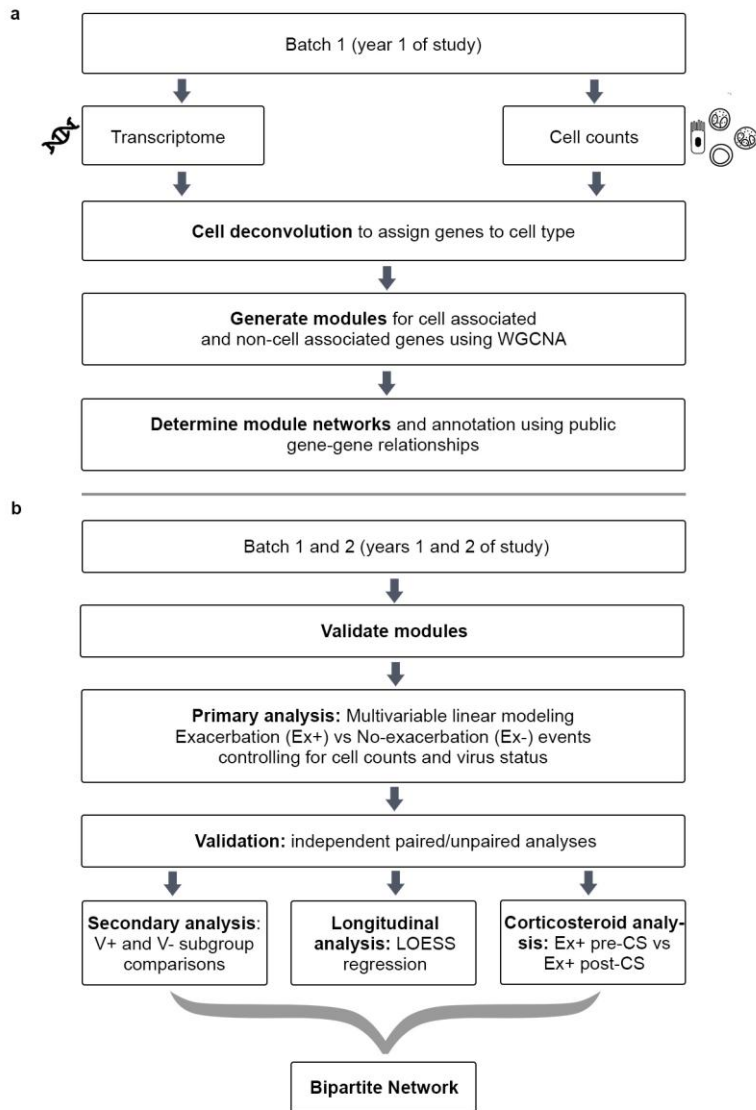 a
Batch 1 (year 1 of study)
Transcriptome
Cell counts
Cell deconvolution to assign genes to cell type
Generate modules for cell associated
and non-cell associated genes using WGCNA
Determine module networks and annotation using public
gene-gene relationships
b
Batch 1 and 2 (years 1 and 2 of study)
Validate modules
Primary analysis: Multivariable linear modeling
Exacerbation (Ex+) vs No-exacerbation (Ex-) events
controlling for cell counts and virus status
Validation: independent paired/unpaired analyses
Secondary analysis:
V+ and V- subgroup
comparisons
Longitudinal
analysis: LOESS
regression
Corticosteroid analy-
sis: Ex+ pre-CS vs
Ex+ post-CS
Bipartite Network